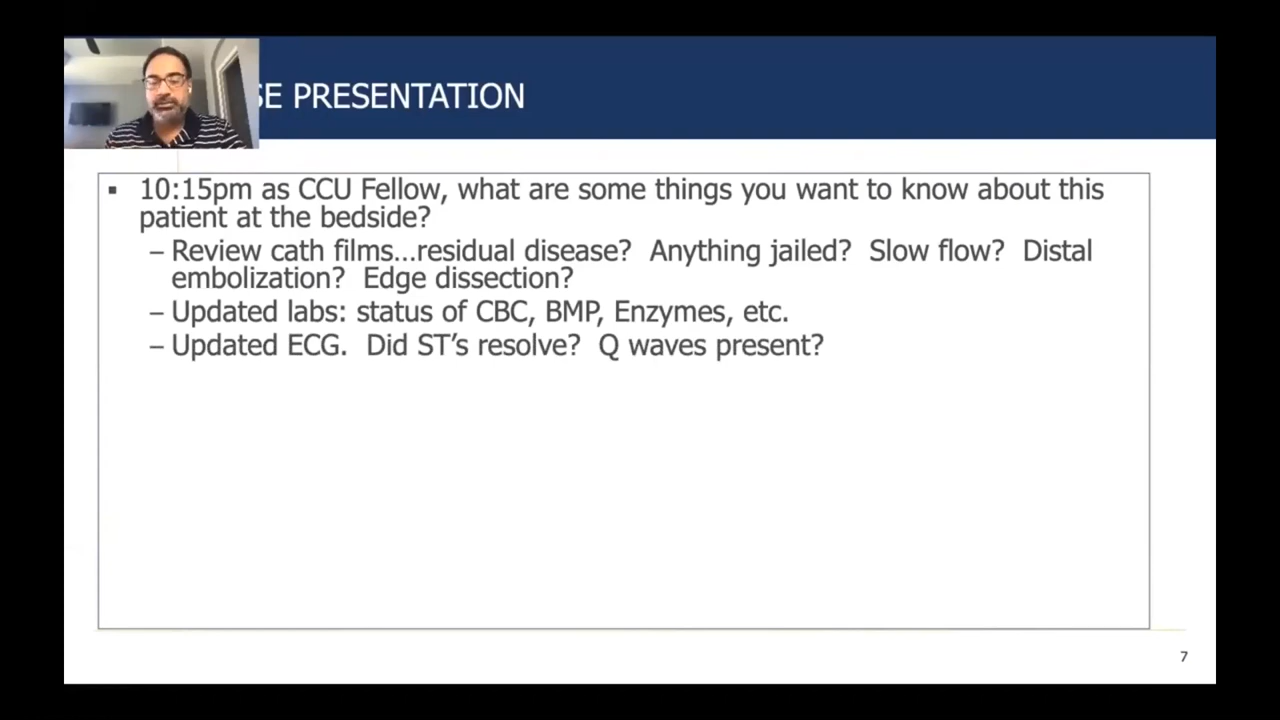 SE PRESENTATION
▪ 10:15pm as CCU Fellow, what are some things you want to know about this
patient at the bedside?
– Review cath films...residual disease? Anything jailed? Slow flow? Distal
embolization? Edge dissection?
– Updated labs: status of CBC, BMP, Enzymes, etc.
– Updated ECG. Did ST’s resolve? Q waves present?
7